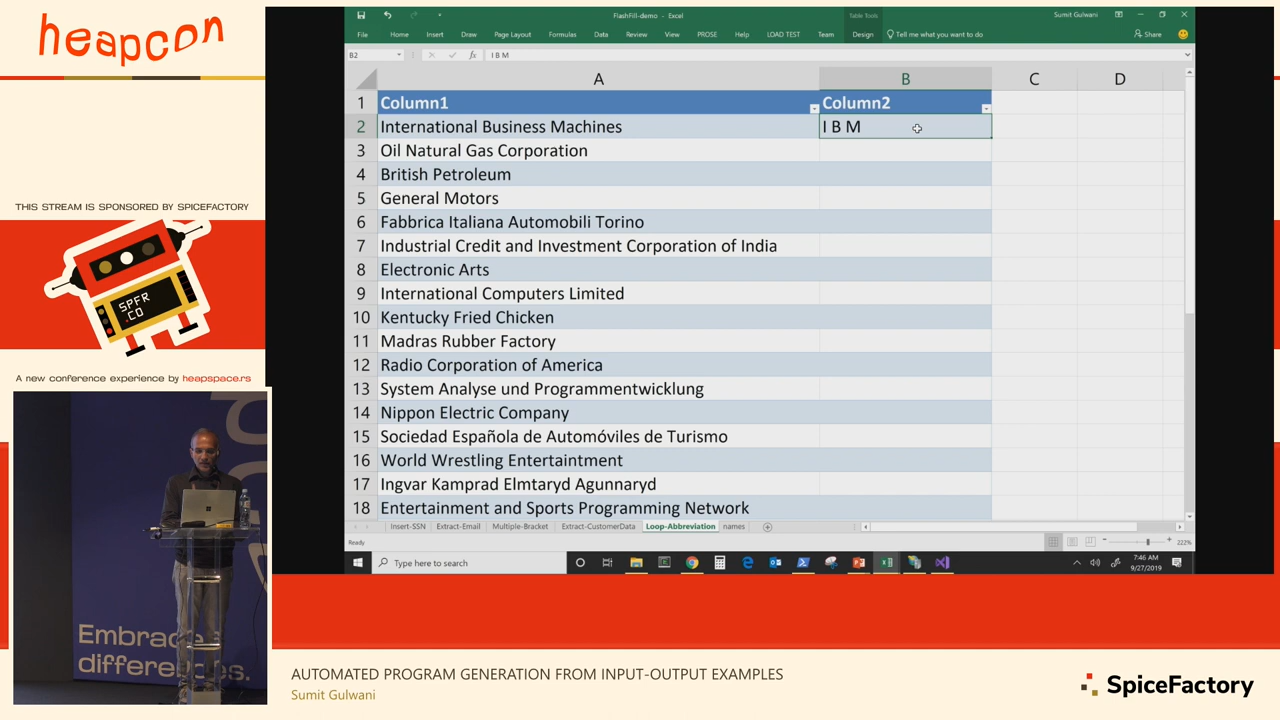 heapcon
THIS STREAM IS SPONSORED BY SPICEFACTORY
SPFR
.CO
A new conference experience by heapspace.rs
Embrace
differences.
FlashFill-demo - Excel
Table Tools
Sumit Gulwani
File Home Insert Draw Page Layout Formulas Data Review View PROSE Help LOAD TEST Team Design Tell me what you want to do Share
B2 fx I B M
A B C D
1 Column1 Column2
2 International Business Machines I B M
3 Oil Natural Gas Corporation
4 British Petroleum
5 General Motors
6 Fabbrica Italiana Automobili Torino
7 Industrial Credit and Investment Corporation of India
8 Electronic Arts
9 International Computers Limited
10 Kentucky Fried Chicken
11 Madras Rubber Factory
12 Radio Corporation of America
13 System Analyse und Programmentwicklung
14 Nippon Electric Company
15 Sociedad Española de Automóviles de Turismo
16 World Wrestling Entertaintment
17 Ingvar Kamprad Elmtaryd Agunnaryd
18 Entertainment and Sports Programming Network
Insert-SSN Extract-Email Multiple-Bracket Extract-CustomerData Loop-Abbreviation names
Ready 222%
Type here to search
7:46 AM
9/27/2019
AUTOMATED PROGRAM GENERATION FROM INPUT-OUTPUT EXAMPLES
Sumit Gulwani
SpiceFactory